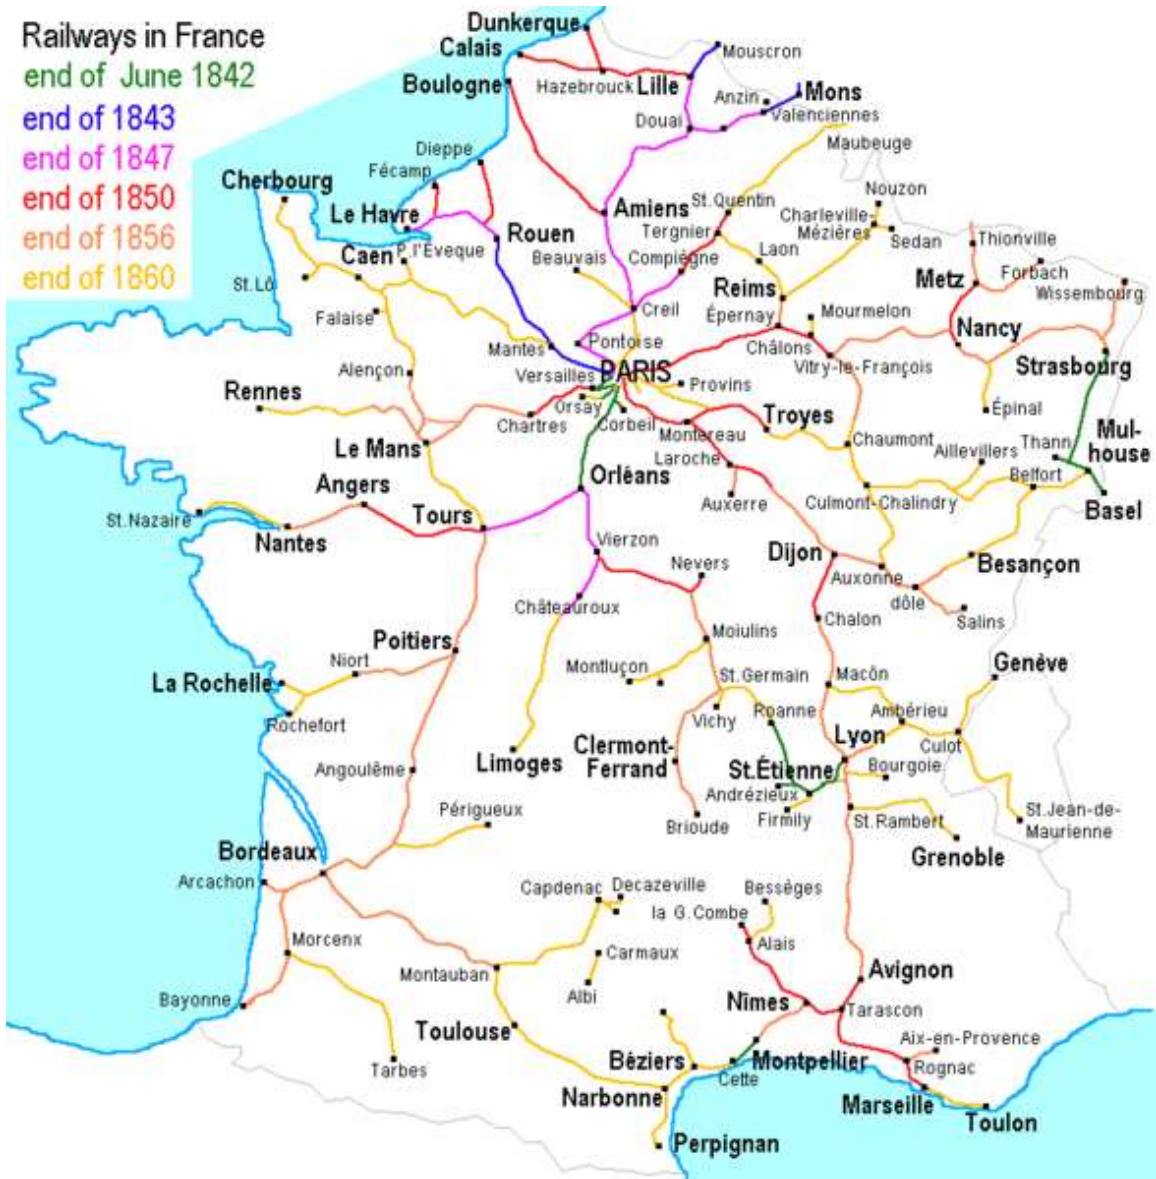 Railways in France
end of June 1842
end of 1843
end of 1847
end of 1850
end of 1856
end of 1860
Dunkerque
Calais
Mouscron
Boulogne
Hazebrouck
Lille
Anzin
Mons
Douai
Valenciennes
Maubeuge
Dieppe
Fécamp
Cherbourg
Nouzon
Le Havre
Amiens
St.Quentin
Charleville-
Mézières
Sedan
Rouen
Tergnier
Thionville
Caen
P.l'Eveque
Beauvais
Compiègne
Laon
Forbach
St.Lô
Metz
Wissembourg
Reims
Creil
Falaise
Épernay
Mourmelon
Nancy
Mantes
Pontoise
Châlons
Vitry-le-François
Strasbourg
Alençon
Versailles
PARIS
Provins
Rennes
Orsay
Corbeil
Chartres
Troyes
Épinal
Montereau
Le Mans
Chaumont
Aillevillers
Thann
Mul-
house
Laroche
Belfort
Angers
Orléans
Auxerre
Culmont-Chalindry
Basel
St.Nazaire
Tours
Nantes
Vierzon
Dijon
Nevers
Auxonne
Besançon
Châteauroux
dôle
Chalon
Salins
Poitiers
Moiulins
Niort
Montluçon
St.Germain
Macôn
Genève
La Rochelle
Rochefort
Vichy
Roanne
Ambérieu
Lyon
Culot
Limoges
Clermont-
Ferrand
St.Étienne
Bourgoie
Angoulême
Andrézieux
Périgueux
Brioude
Firmily
St.Rambert
St.Jean-de-
Maurienne
Grenoble
Bordeaux
Arcachon
Capdenac
Decazeville
Bessèges
la G.Combe
Morcenx
Carmaux
Alais
Montauban
Avignon
Bayonne
Albi
Nîmes
Tarascon
Toulouse
Aix-en-Provence
Tarbes
Béziers
Cette
Montpellier
Rognac
Narbonne
Marseille
Toulon
Perpignan